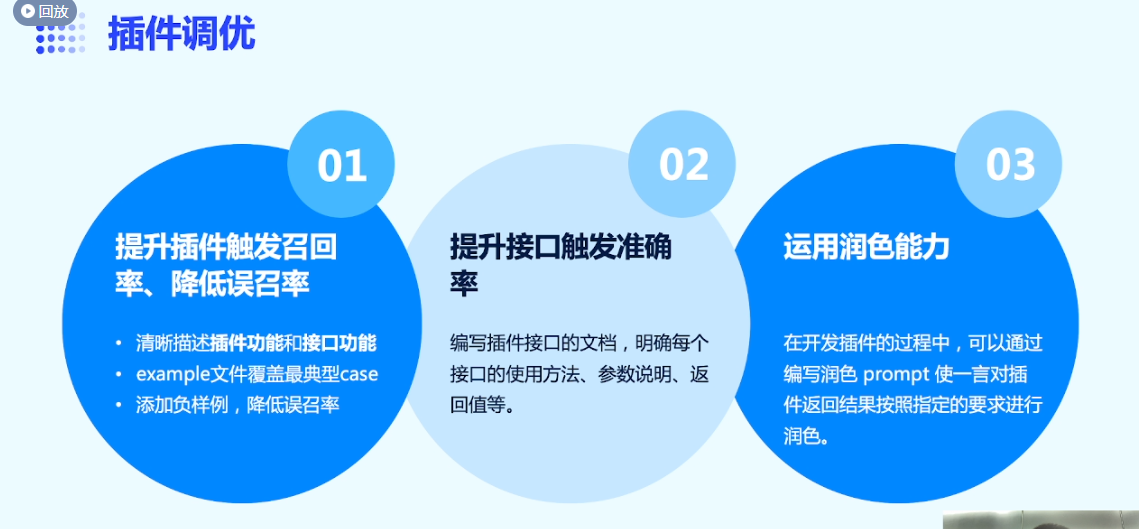 回放
插件调优
01
提升插件触发召回
率、降低误召率
• 清晰描述插件功能和接口功能
• example文件覆盖最典型case
• 添加负样例，降低误召率
02
提升接口触发准确
率
编写插件接口的文档，明确每个
接口的使用方法、参数说明、返
回值等。
03
运用润色能力
在开发插件的过程中，可以通过
编写润色 prompt 使一言对插
件返回结果按照指定的要求进行
润色。